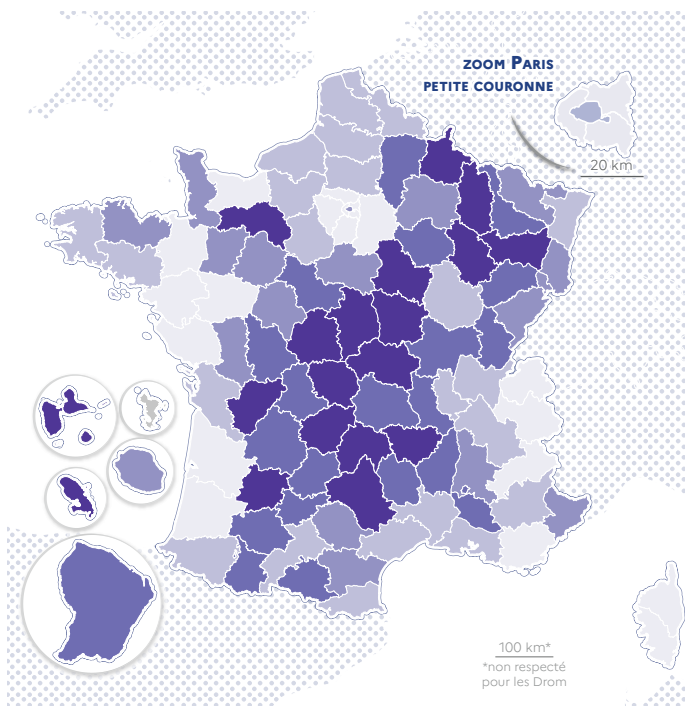 ZOOM PARIS
PETITE COURONNE
20 km
100 km*
*non respecté
pour les Drom